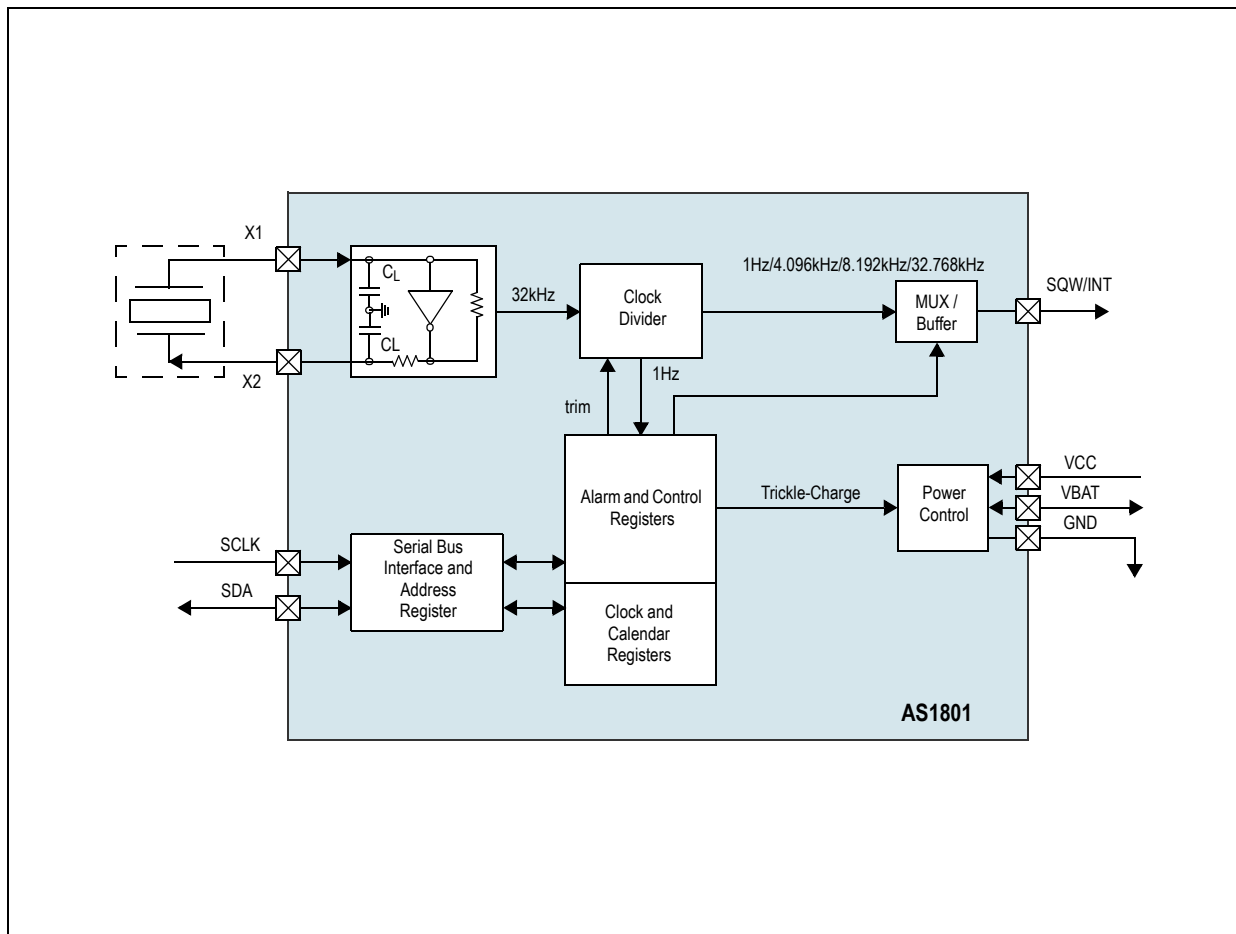 X1
X2
C_L
CL
32kHz
Clock
Divider
1Hz/4.096kHz/8.192kHz/32.768kHz
MUX /
Buffer
SQW/INT
trim
1Hz
Alarm and Control
Registers
Trickle-Charge
Power
Control
VCC
VBAT
GND
SCLK
SDA
Serial Bus
Interface and
Address
Register
Clock and
Calendar
Registers
AS1801